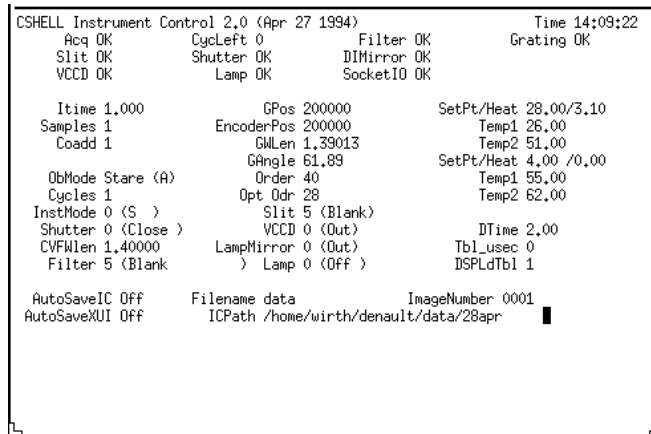 CSHELL Instrument Control 2.0 (Apr 27 1994) Time 14:09:22
Acq OK CycLeft 0 Filter OK Grating OK
Slit OK Shutter OK DIMirror OK
VCCD OK Lamp OK SocketIO OK
Itime 1.000 GPos 200000 SetPt/Heat 28.00/3.10
Samples 1 EncoderPos 200000 Temp1 26.00
Coadd 1 GWLen 1.39013 Temp2 51.00
GAngle 61.89 SetPt/Heat 4.00 /0.00
ObMode Stare (A) Order 40 Temp1 55.00
Cycles 1 Opt Odr 28 Temp2 62.00
InstMode 0 (S ) Slit 5 (Blank)
Shutter 0 (Close ) VCCD 0 (Out) DTime 2.00
CVFWlen 1.40000 LampMirror 0 (Out) Tbl_usec 0
Filter 5 (Blank ) Lamp 0 (Off ) DSPLdTbl 1
AutoSaveIC Off Filename data ImageNumber 0001
AutoSaveXUI Off ICPath /home/wirth/denault/data/28apr